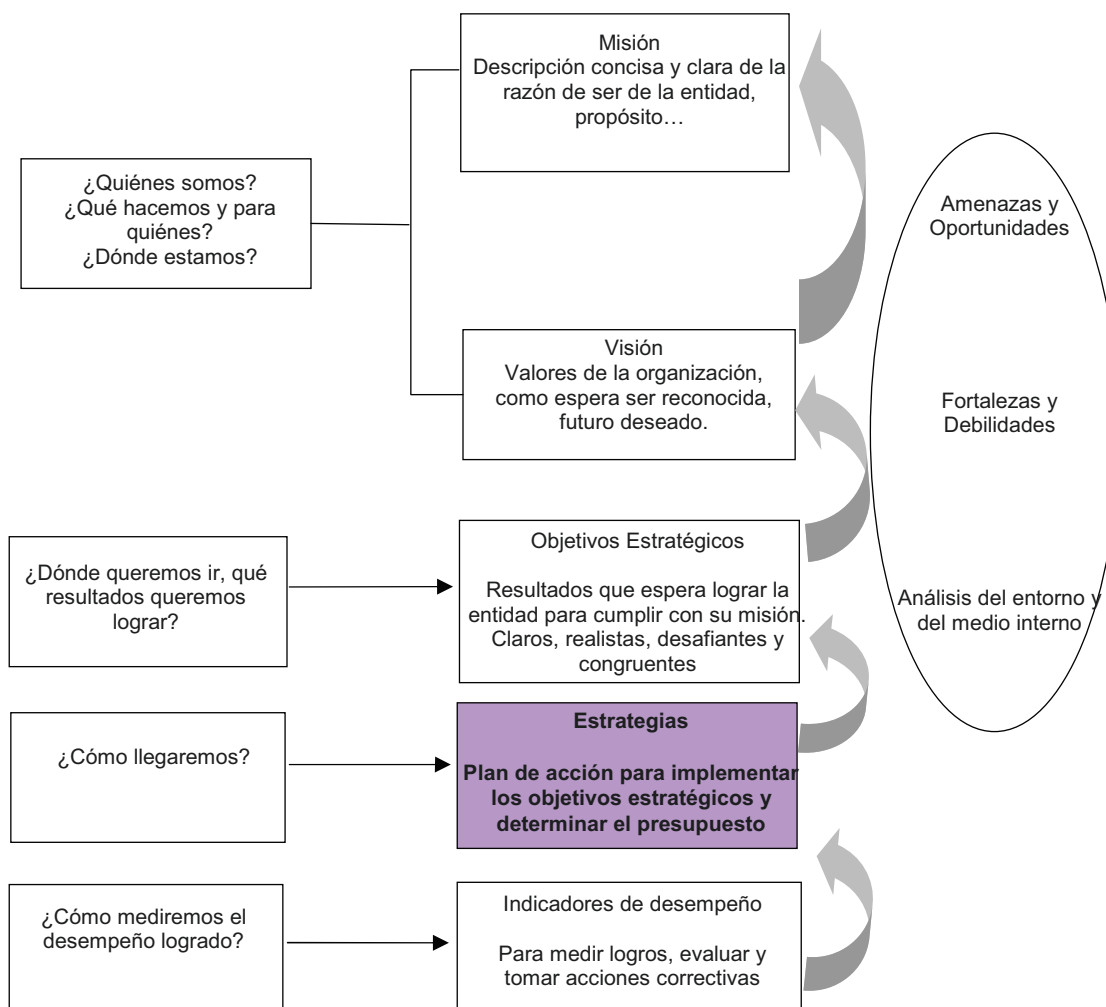 Misión
Descripción concisa y clara de la
razón de ser de la entidad,
propósito…
¿Quiénes somos?
¿Qué hacemos y para
quiénes?
¿Dónde estamos?
Visión
Valores de la organización,
como espera ser reconocida,
futuro deseado.
Amenazas y
Oportunidades
Fortalezas y
Debilidades
Análisis del entorno y
del medio interno
¿Dónde queremos ir, qué
resultados queremos
lograr?
Objetivos Estratégicos
Resultados que espera lograr la
entidad para cumplir con su misión.
Claros, realistas, desafiantes y
congruentes
¿Cómo llegaremos?
Estrategias
Plan de acción para implementar
los objetivos estratégicos y
determinar el presupuesto
¿Cómo mediremos el
desempeño logrado?
Indicadores de desempeño
Para medir logros, evaluar y
tomar acciones correctivas